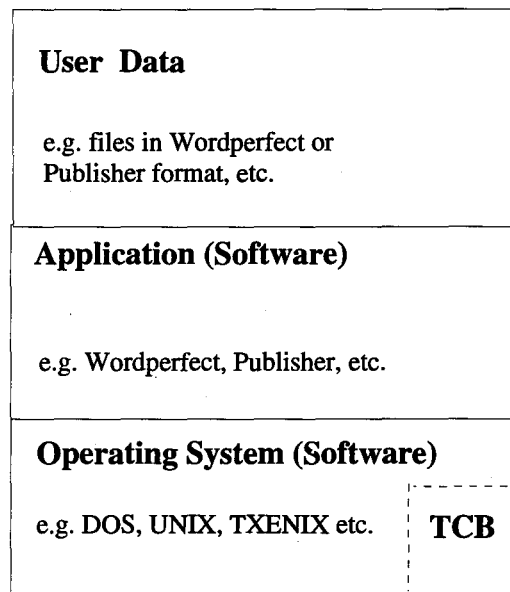 User Data
e.g. files in Wordperfect or
Publisher format, etc.
Application (Software)
e.g. Wordperfect, Publisher, etc.
Operating System (Software)
e.g. DOS, UNIX, TXENIX etc.
TCB